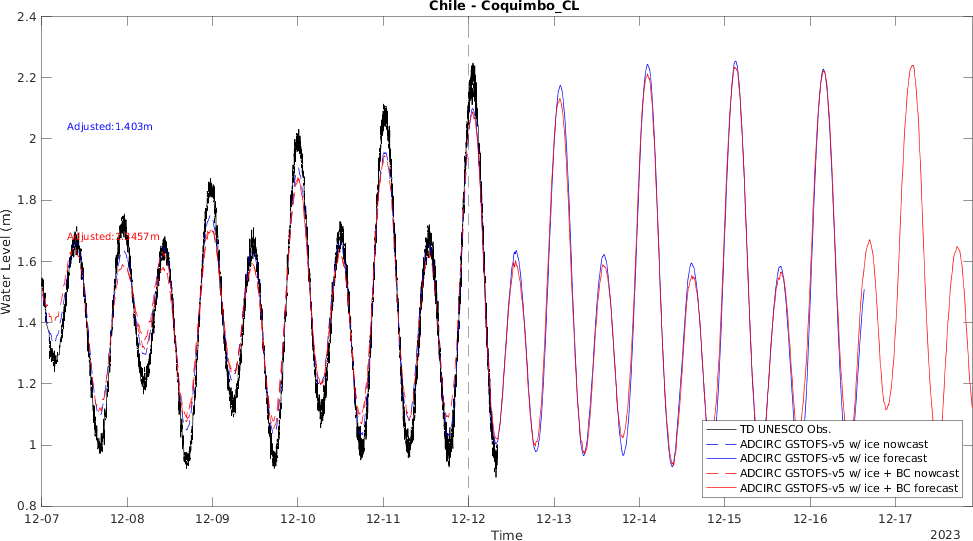 Chile - Coquimbo_CL
Water Level (m)
2.4
2.2
2
1.8
1.6
1.4
1.2
1
0.8
Adjusted:1.403m
Adjusted: 457m
TD UNESCO Obs.
ADCIRC GSTOFS-v5 w/ ice nowcast
ADCIRC GSTOFS-v5 w/ ice forecast
ADCIRC GSTOFS-v5 w/ ice + BC nowcast
ADCIRC GSTOFS-v5 w/ ice + BC forecast
12-07 12-08 12-09 12-10 12-11 12-12 12-13 12-14 12-15 12-16 12-17
Time
2023